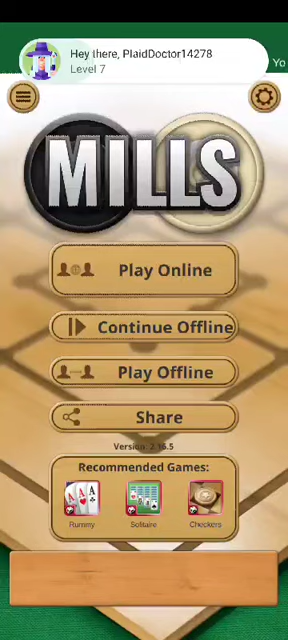 Hey there, PlaidDoctor14278
Level 7
Yo
MILLS
Play Online
Continue Offline
Play Offline
Share
Version: 2.16.5
Recommended Games:
Rummy
Solitaire
Checkers